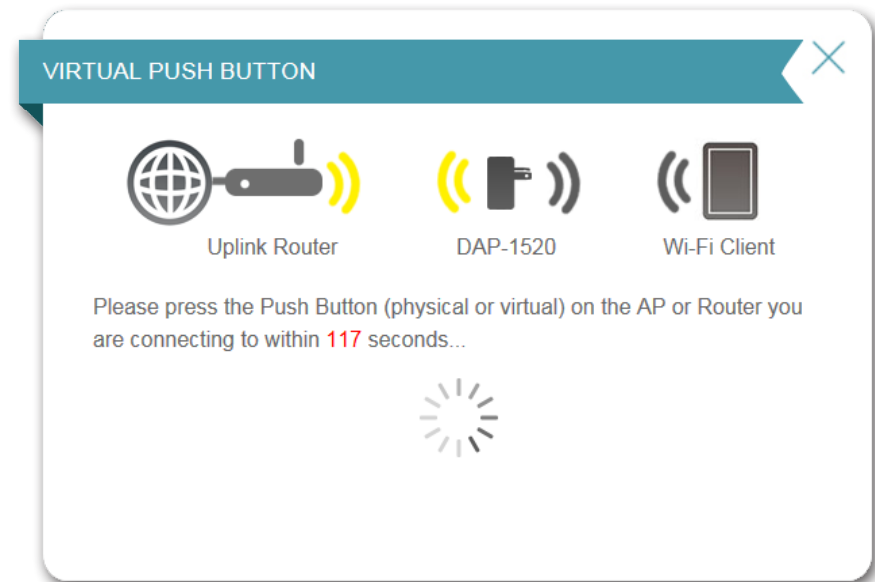 VIRTUAL PUSH BUTTON
Uplink Router
DAP-1520
Wi-Fi Client
Please press the Push Button (physical or virtual) on the AP or Router you
are connecting to within 117 seconds...